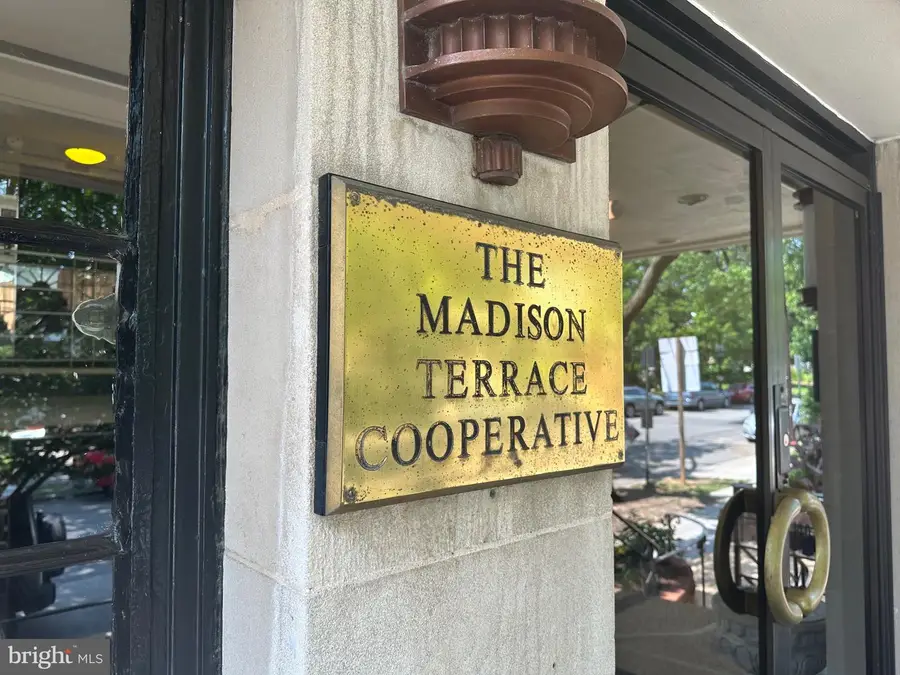 THE
MADISON
TERRACE
COOPERATIVE
bright MLS